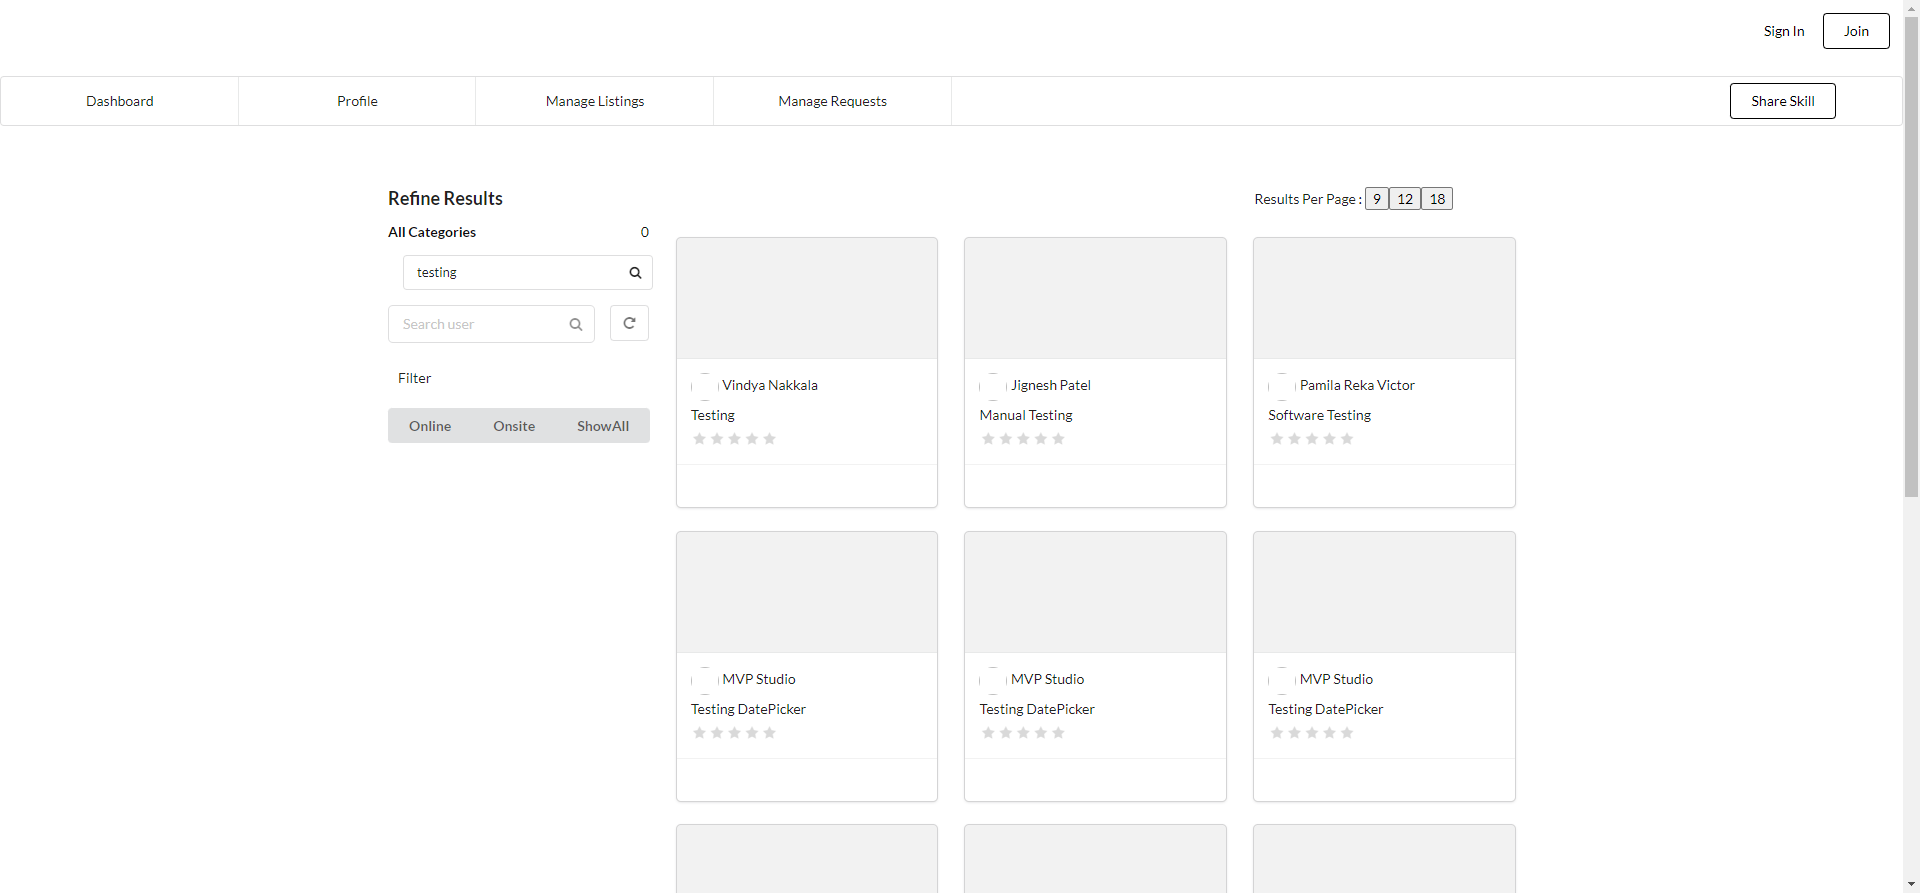 Sign In
Join
Dashboard
Profile
Manage Listings
Manage Requests
Share Skill
Refine Results
Results Per Page : 9 12 18
All Categories 0
testing
Search user
Filter
Online
Onsite
ShowAll
Vindya Nakkala
Testing
Jignesh Patel
Manual Testing
Pamila Reka Victor
Software Testing
MVP Studio
Testing DatePicker
MVP Studio
Testing DatePicker
MVP Studio
Testing DatePicker